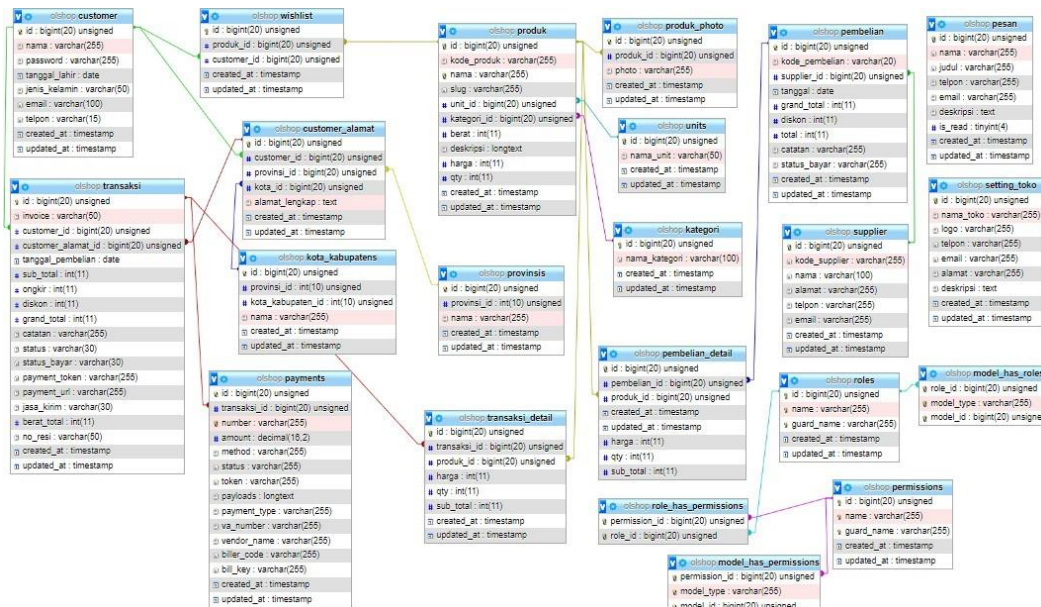 olshop customer
id : bigint(20) unsigned
nama : varchar(255)
password : varchar(255)
tanggal_lahir : date
jenis_kelamin : varchar(50)
email : varchar(100)
telpon : varchar(15)
created_at : timestamp
updated_at : timestamp
olshop wishlist
id : bigint(20) unsigned
produk_id : bigint(20) unsigned
customer_id : bigint(20) unsigned
created_at : timestamp
updated_at : timestamp
olshop produk
id : bigint(20) unsigned
kode_produk : varchar(255)
nama : varchar(255)
slug : varchar(255)
unit_id : bigint(20) unsigned
kategori_id : bigint(20) unsigned
berat : int(11)
deskripsi : longtext
harga : int(11)
qty : int(11)
created_at : timestamp
updated_at : timestamp
olshop produk_photo
id : bigint(20) unsigned
produk_id : bigint(20) unsigned
photo : varchar(255)
created_at : timestamp
updated_at : timestamp
olshop pembelian
id : bigint(20) unsigned
kode_pembelian : varchar(20)
supplier_id : bigint(20) unsigned
tanggal : date
grand_total : int(11)
diskon : int(11)
total : int(11)
catatan : varchar(255)
status_bayar : varchar(255)
created_at : timestamp
updated_at : timestamp
olshop pesan
id : bigint(20) unsigned
nama : varchar(255)
judul : varchar(255)
telpon : varchar(255)
email : varchar(255)
deskripsi : text
is_read : tinyint(4)
created_at : timestamp
updated_at : timestamp
olshop customer_alamat
id : bigint(20) unsigned
customer_id : bigint(20) unsigned
provinsi_id : bigint(20) unsigned
kota_id : bigint(20) unsigned
alamat_lengkap : text
created_at : timestamp
updated_at : timestamp
olshop units
id : bigint(20) unsigned
nama_unit : varchar(50)
created_at : timestamp
updated_at : timestamp
olshop transaksi
id : bigint(20) unsigned
invoice : varchar(50)
customer_id : bigint(20) unsigned
customer_alamat_id : bigint(20) unsigned
tanggal_pembelian : date
sub_total : int(11)
ongkir : int(11)
diskon : int(11)
grand_total : int(11)
catatan : varchar(255)
status : varchar(30)
status_bayar : varchar(30)
payment_token : varchar(255)
payment_url : varchar(255)
jasa_kirim : varchar(30)
berat_total : int(11)
no_resi : varchar(50)
created_at : timestamp
updated_at : timestamp
olshop kota_kabupatens
id : bigint(20) unsigned
provinsi_id : int(10) unsigned
kota_kabupaten_id : int(10) unsigned
nama : varchar(255)
created_at : timestamp
updated_at : timestamp
olshop provinsis
id : bigint(20) unsigned
provinsi_id : int(10) unsigned
nama : varchar(255)
created_at : timestamp
updated_at : timestamp
olshop kategori
id : bigint(20) unsigned
nama_kategori : varchar(100)
created_at : timestamp
updated_at : timestamp
olshop supplier
id : bigint(20) unsigned
kode_supplier : varchar(255)
nama : varchar(100)
alamat : varchar(255)
telpon : varchar(255)
email : varchar(255)
created_at : timestamp
updated_at : timestamp
olshop setting_toko
id : bigint(20) unsigned
nama_toko : varchar(255)
logo : varchar(255)
telpon : varchar(255)
email : varchar(255)
alamat : varchar(255)
deskripsi : text
created_at : timestamp
updated_at : timestamp
olshop payments
id : bigint(20) unsigned
transaksi_id : bigint(20) unsigned
number : varchar(255)
amount : decimal(16,2)
method : varchar(255)
status : varchar(255)
token : varchar(255)
payloads : longtext
payment_type : varchar(255)
va_number : varchar(255)
vendor_name : varchar(255)
biller_code : varchar(255)
bill_key : varchar(255)
created_at : timestamp
updated_at : timestamp
olshop transaksi_detail
id : bigint(20) unsigned
transaksi_id : bigint(20) unsigned
produk_id : bigint(20) unsigned
harga : int(11)
qty : int(11)
sub_total : int(11)
created_at : timestamp
updated_at : timestamp
olshop pembelian_detail
id : bigint(20) unsigned
pembelian_id : bigint(20) unsigned
produk_id : bigint(20) unsigned
created_at : timestamp
updated_at : timestamp
harga : int(11)
qty : int(11)
sub_total : int(11)
olshop roles
id : bigint(20) unsigned
name : varchar(255)
guard_name : varchar(255)
created_at : timestamp
updated_at : timestamp
olshop model_has_roles
role_id : bigint(20) unsigned
model_type : varchar(255)
model_id : bigint(20) unsigned
olshop role_has_permissions
permission_id : bigint(20) unsigned
role_id : bigint(20) unsigned
olshop permissions
id : bigint(20) unsigned
name : varchar(255)
guard_name : varchar(255)
created_at : timestamp
updated_at : timestamp
olshop model_has_permissions
permission_id : bigint(20) unsigned
model_type : varchar(255)
model_id : bigint(20) unsigned